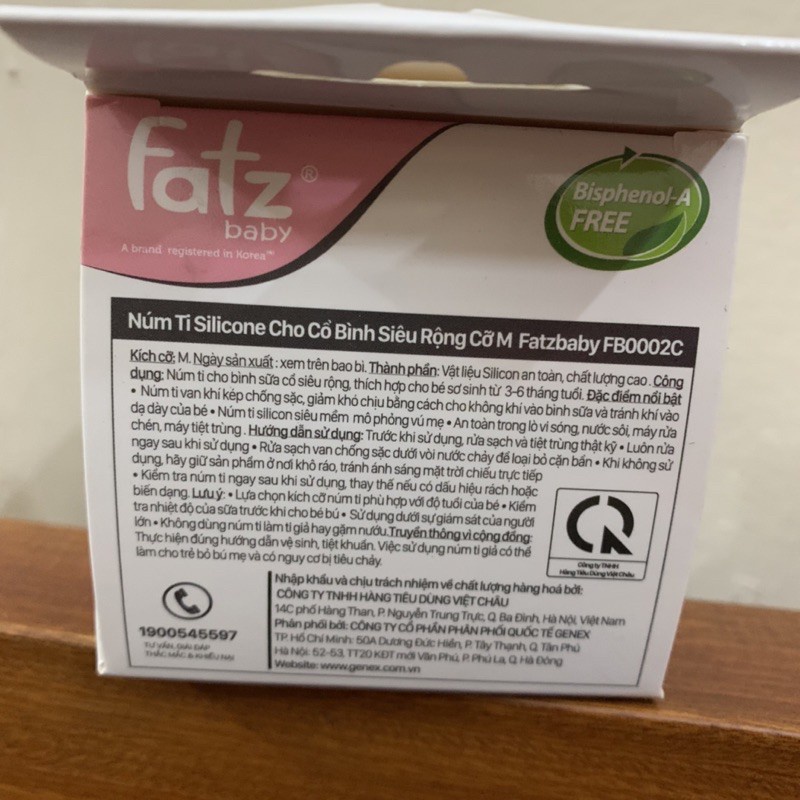 Fatz®
baby
A brand registered in Korea™
Bisphenol-A
FREE
Núm Ti Silicone Cho Cổ Bình Siêu Rộng Cỡ M Fatzbaby FB0002C
Kích cỡ: M. Ngày sản xuất : xem trên bao bì. Thành phần: Vật liệu Silicon an toàn, chất lượng cao . Công
dụng: Núm ti cho bình sữa cổ siêu rộng, thích hợp cho bé sơ sinh từ 3-6 tháng tuổi. Đặc điểm nổi bật
• Núm ti van khí kép chống sặc, giảm khó chịu bằng cách cho không khí vào bình sữa và tránh khí vào
dạ dày của bé • Núm ti silicon siêu mềm mô phỏng vú mẹ • An toàn trong lò vi sóng, nước sôi, máy rửa
chén, máy tiệt trùng . Hướng dẫn sử dụng: Trước khi sử dụng, rửa sạch và tiệt trùng thật kỹ • Luôn rửa
ngay sau khi sử dụng • Rửa sạch van chống sặc dưới vòi nước chảy để loại bỏ cặn bẩn • Khi không sử
dụng, hãy giữ sản phẩm ở nơi khô ráo, tránh ánh sáng mặt trời chiếu trực tiếp
• Kiểm tra núm ti ngay sau khi sử dụng, thay thế nếu có dấu hiệu rách hoặc
biến dạng. Lưu ý: • Lựa chọn kích cỡ núm ti phù hợp với độ tuổi của bé • Kiểm
tra nhiệt độ của sữa trước khi cho bé bú • Sử dụng dưới sự giám sát của người
lớn • Không dùng núm ti làm ti giả hay gặm nướu. Truyền thông vì cộng đồng:
Thực hiện đúng hướng dẫn vệ sinh, tiệt khuẩn. Việc sử dụng núm ti giả có thể
làm cho trẻ bỏ bú mẹ và có nguy cơ bị tiêu chảy.
Công ty TNHH
Hàng Tiêu Dùng Việt Châu
1900545597
TƯ VẤN, GIẢI ĐÁP
THẮC MẮC & KHIẾU NẠI
Nhập khẩu và chịu trách nhiệm về chất lượng hàng hoá bởi:
CÔNG TY TNHH HÀNG TIÊU DÙNG VIỆT CHÂU
14C phố Hàng Than, P. Nguyễn Trung Trực, Q. Ba Đình, Hà Nội, Việt Nam
Phân phối bởi: CÔNG TY CỔ PHẦN PHÂN PHỐI QUỐC TẾ GENEX
TP. Hồ Chí Minh: 50A Dương Đức Hiền, P. Tây Thạnh, Q. Tân Phú
Hà Nội: 52-53, TT20 KĐT mới Văn Phú, P. Phú La, Q. Hà Đông
Website: www.genex.com.vn